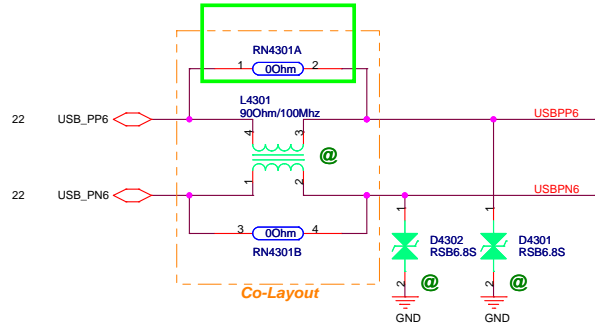 RN4301A
1 0Ohm 2
L4301
90Ohm/100Mhz
22 USB_PP6 USBPP6
4 3
@
1 2
22 USB_PN6 USBPN6
3 0Ohm 4
RN4301B
1 1
D4302 D4301
RSB6.8S RSB6.8S
2 @ 2 @
Co-Layout
GND GND